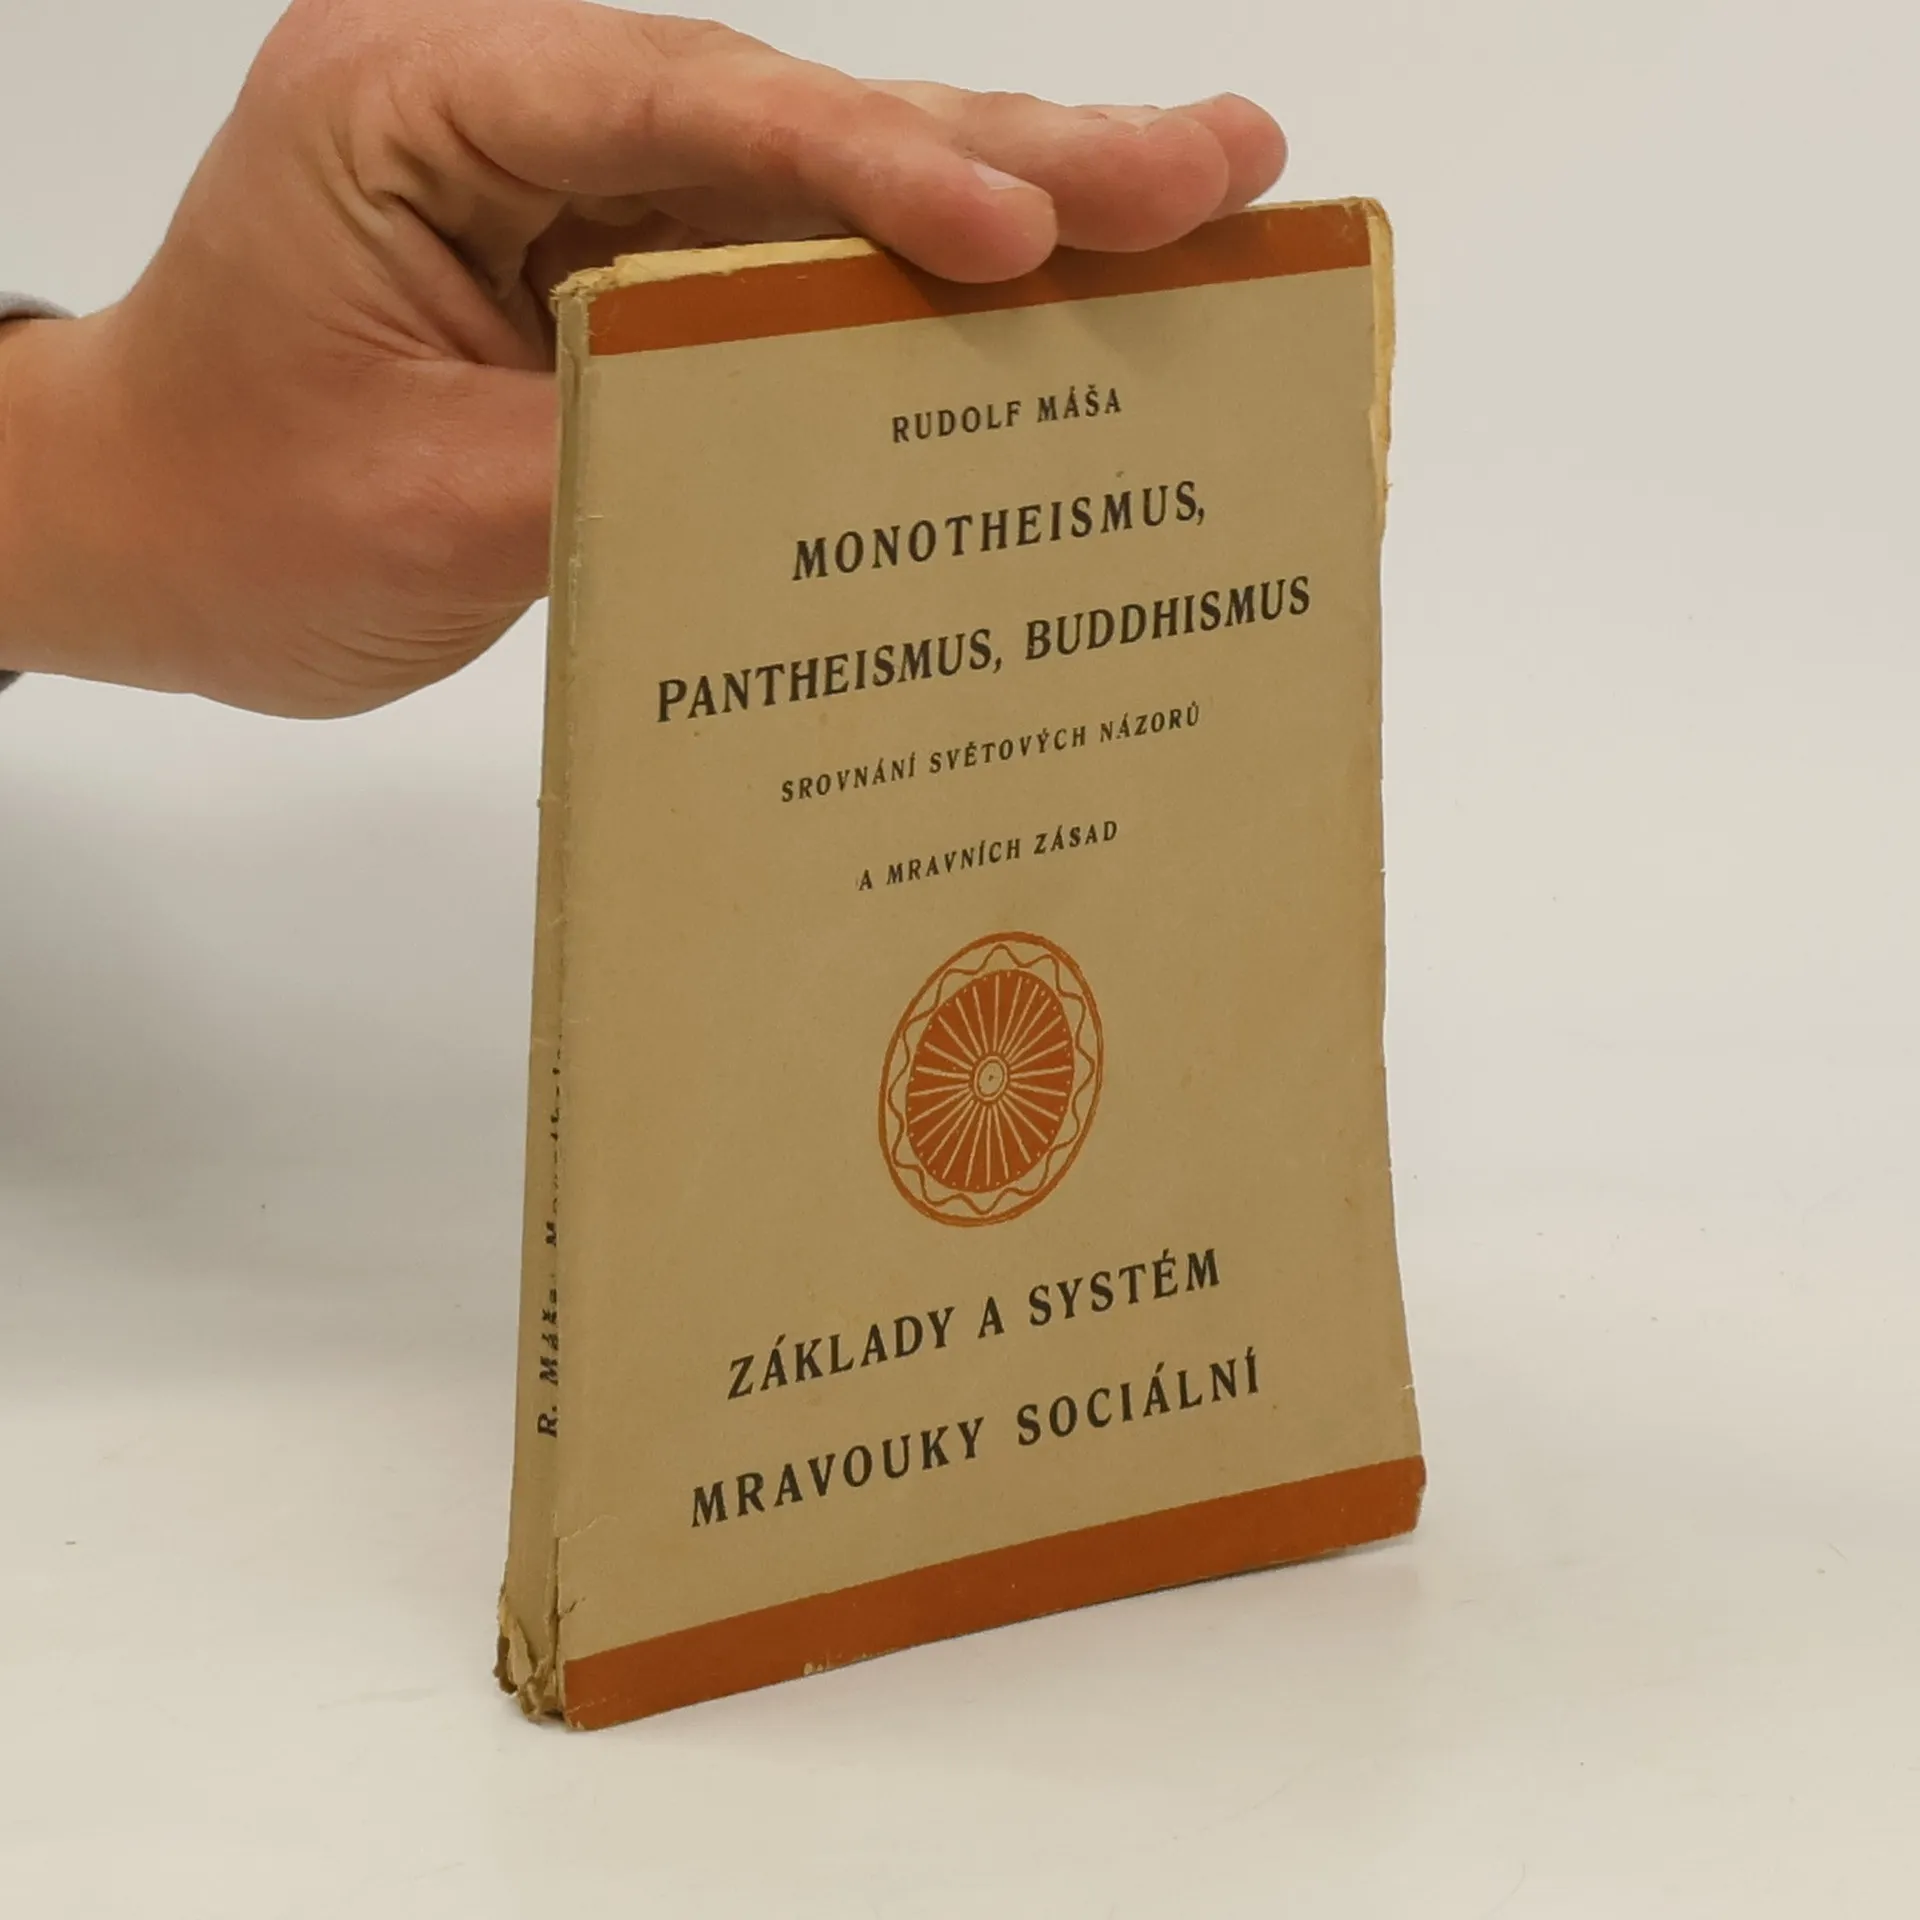 RUDOLF MÁŠA
MONOTHEISMUS,
PANTHEISMUS, BUDDHISMUS
SROVNÁNÍ SVĚTOVÝCH NÁZORŮ
A MRAVNÍCH ZÁSAD
ZÁKLADY A SYSTÉM
MRAVOUKY SOCIÁLNÍ
R. Máša: